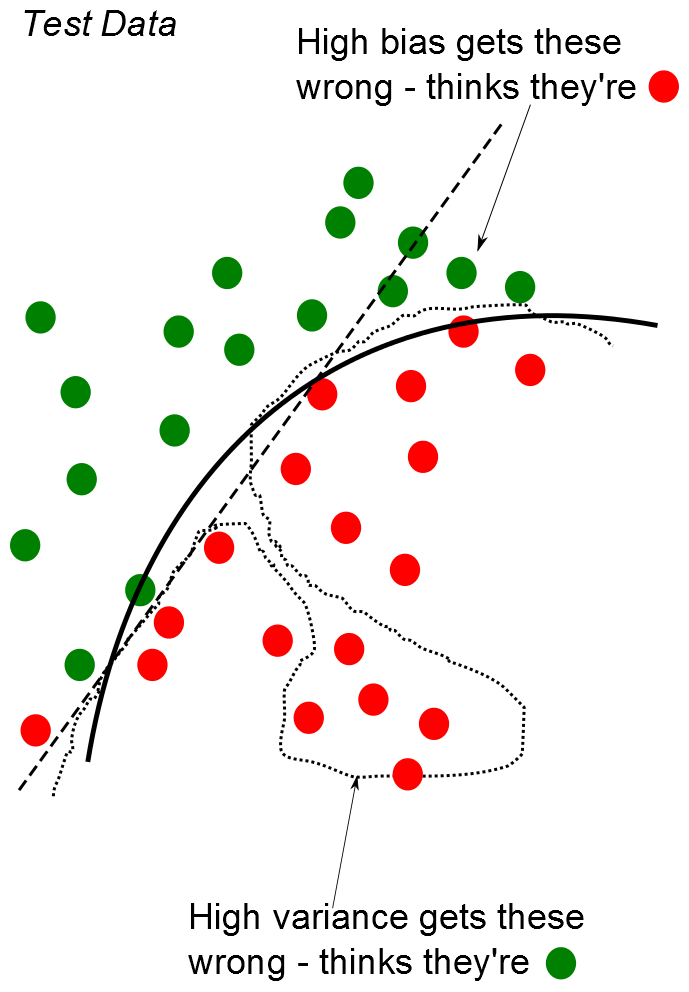 Test Data
High bias gets these
wrong - thinks they're
High variance gets these
wrong - thinks they're